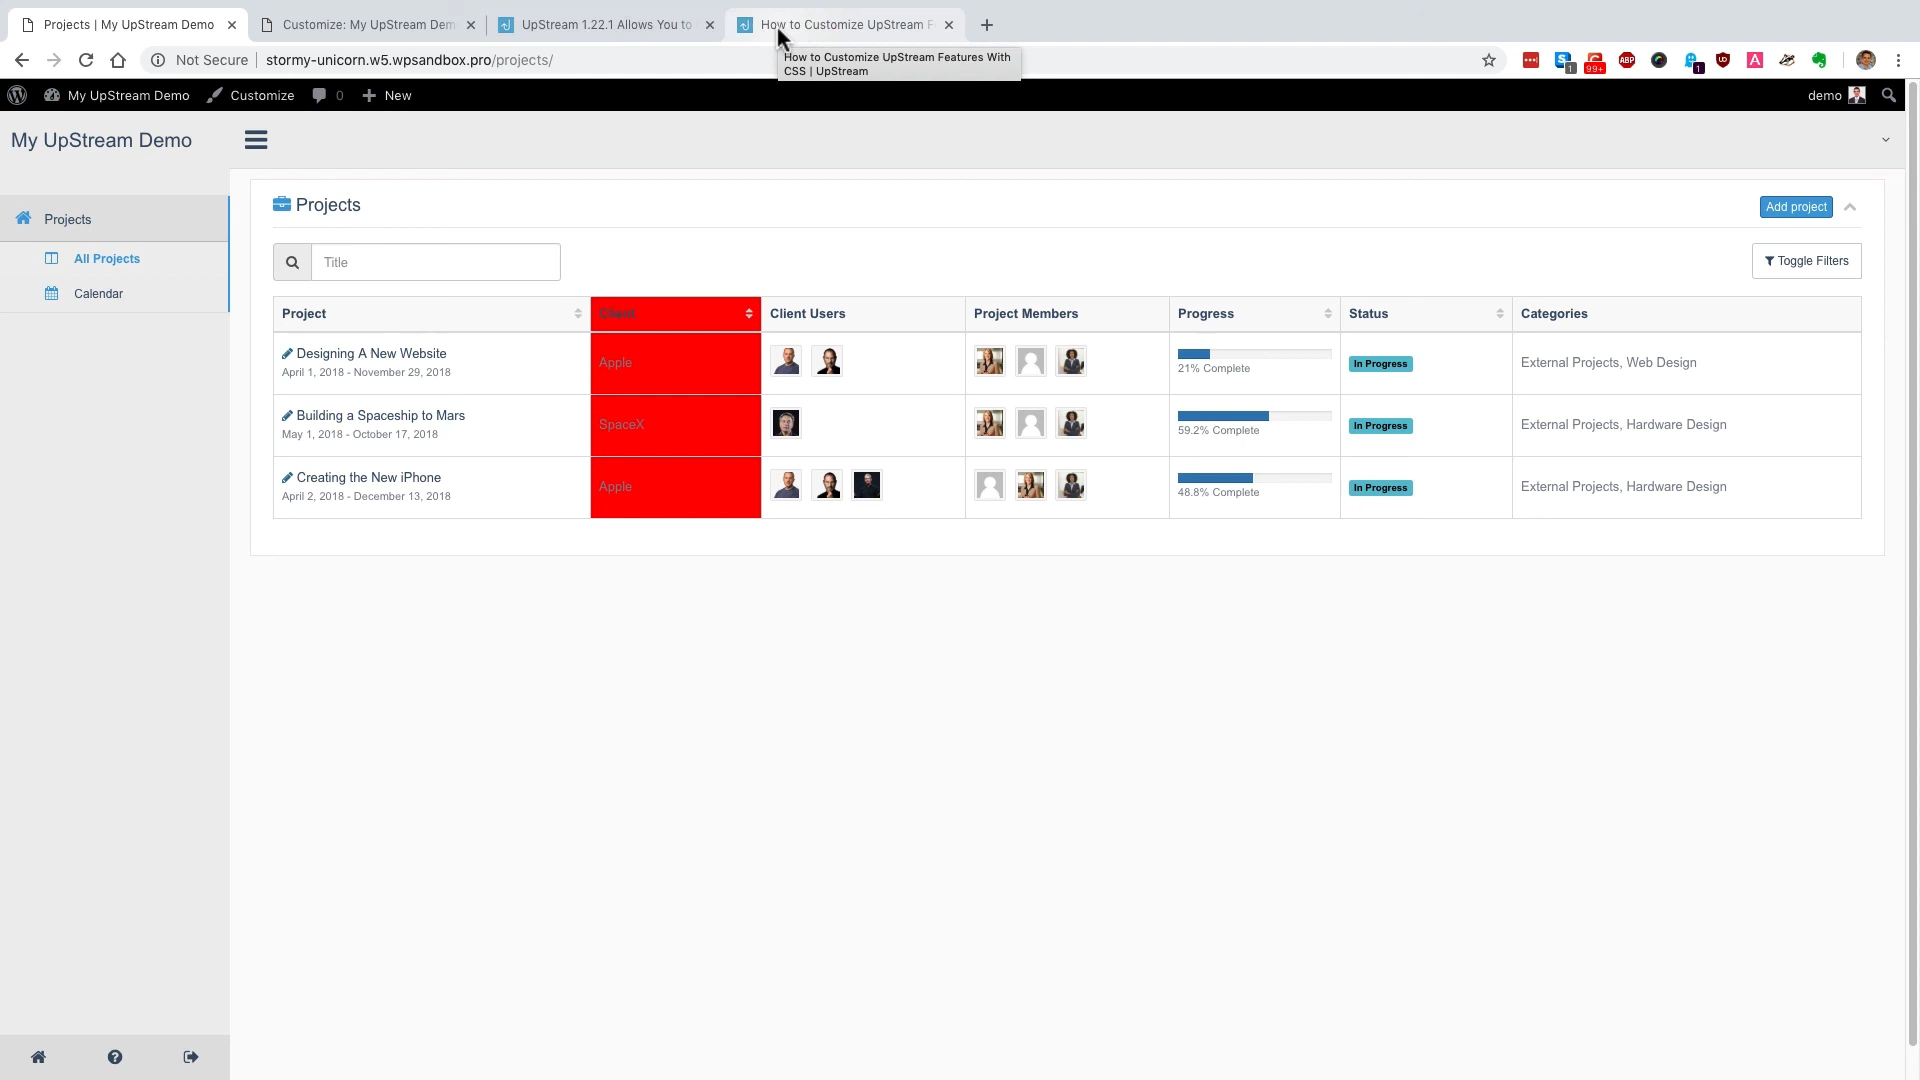 Projects | My UpStream Demo
Customize: My UpStream Dem
UpStream 1.22.1 Allows You to
How to Customize UpStream F
Not Secure
stormy-unicorn.w5.wpsandbox.pro/projects/
How to Customize UpStream Features With
CSS | UpStream
1
99+
ABP
1
A
My UpStream Demo
Customize
0
New
demo
My UpStream Demo
Projects
All Projects
Calendar
Projects
Add project
Title
Toggle Filters
Project
Client
Client Users
Project Members
Progress
Status
Categories
Designing A New Website
April 1, 2018 - November 29, 2018
Apple
21% Complete
In Progress
External Projects, Web Design
Building a Spaceship to Mars
May 1, 2018 - October 17, 2018
SpaceX
59.2% Complete
In Progress
External Projects, Hardware Design
Creating the New iPhone
April 2, 2018 - December 13, 2018
Apple
48.8% Complete
In Progress
External Projects, Hardware Design